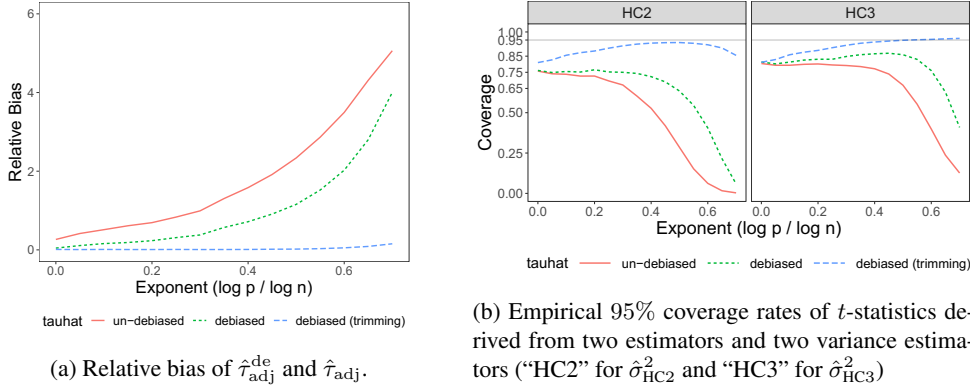 6
4
2
0
Relative Bias
0.0 0.2 0.4 0.6
Exponent (log p / log n)
tauhat un−debiased debiased debiased (trimming)
(a) Relative bias of τ̂^de_adj and τ̂_adj.
HC2 HC3
1.00
0.95
0.75
0.50
0.25
0.00
Coverage
0.0 0.2 0.4 0.6 0.0 0.2 0.4 0.6
Exponent (log p / log n)
tauhat un−debiased debiased debiased (trimming)
(b) Empirical 95% coverage rates of t-statistics de-
rived from two estimators and two variance estima-
tors (“HC2” for σ̂²_HC2 and “HC3” for σ̂²_HC3)